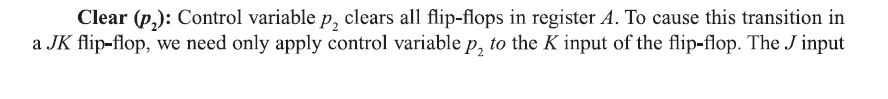 Clear (p₂): Control variable p₂ clears all flip-flops in register A. To cause this transition in
a JK flip-flop, we need only apply control variable p₂ to the K input of the flip-flop. The J input